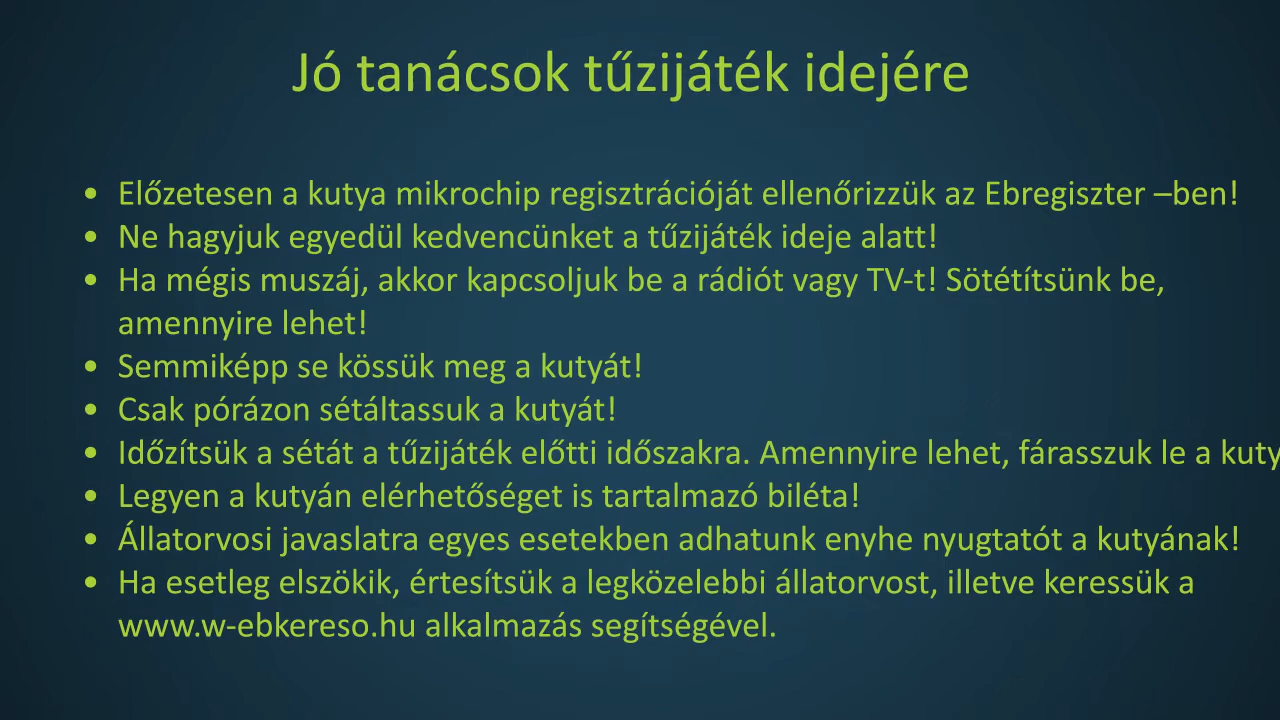 Jó tanácsok tűzijáték idejére
• Előzetesen a kutya mikrochip regisztrációját ellenőrizzük az Ebregiszter –ben!
• Ne hagyjuk egyedül kedvencünket a tűzijáték ideje alatt!
• Ha mégis muszáj, akkor kapcsoljuk be a rádiót vagy TV-t! Sötétítsünk be,
amennyire lehet!
• Semmiképp se kössük meg a kutyát!
• Csak pórázon sétáltassuk a kutyát!
• Időzítsük a sétát a tűzijáték előtti időszakra. Amennyire lehet, fárasszuk le a
• Legyen a kutyán elérhetőséget is tartalmazó biléta!
• Állatorvosi javaslatra egyes esetekben adhatunk enyhe nyugtatót a kutyának!
• Ha esetleg elszökik, értesítsük a legközelebbi állatorvost, illetve keressük a
www.w-ebkereso.hu alkalmazás segítségével.